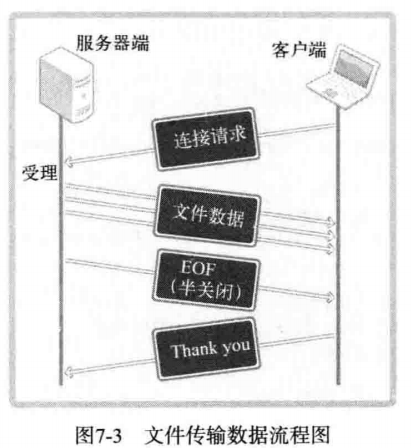 服务器端
客户端
连接请求
受理
文件数据
EOF
（半关闭）
Thank you
图7-3 文件传输数据流程图